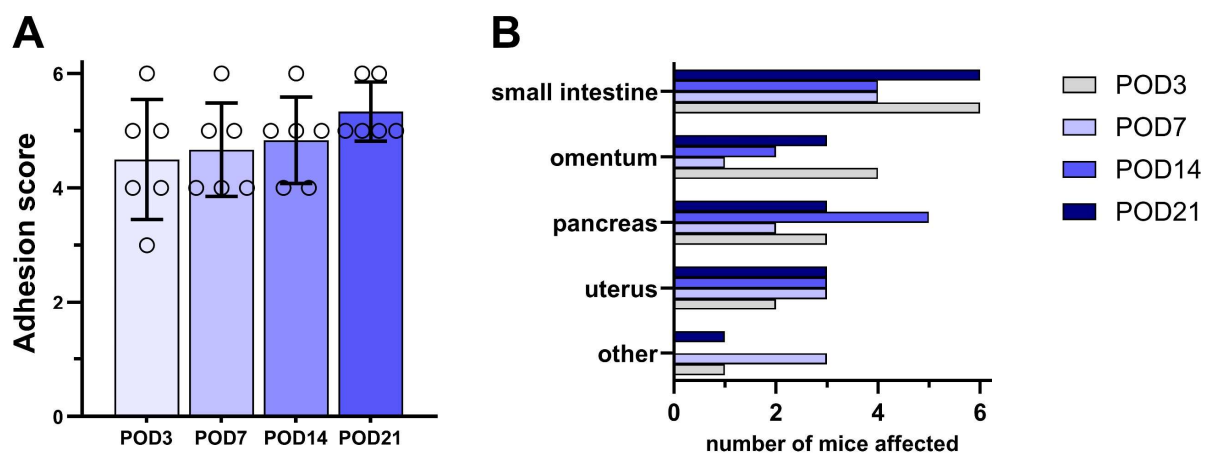 A
Adhesion score
6
4
2
0
POD3 POD7 POD14 POD21
B
small intestine
omentum
pancreas
uterus
other
0 2 4 6
number of mice affected
POD3
POD7
POD14
POD21